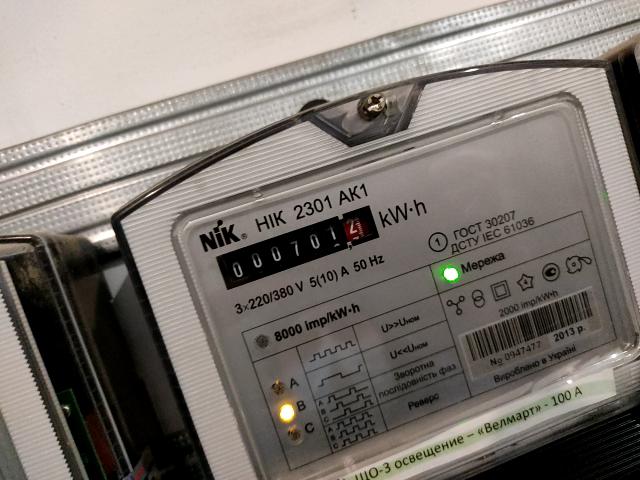 NiK® НІК 2301 АК1
0007012 kW·h
3×220/380 V 5(10) A 50 Hz
1 ГОСТ 30207
ДСТУ IEC 61036
Мережа
8000 imp/kW·h
A
B
C
U>>Uном
U<<Uном
Зворотна
послідовність фаз
Реверс
2000 imp/kW·h
No 0947477 2013 р.
Вироблено в Україні
ЩО-3 освещение – «Велмарт» - 100 А